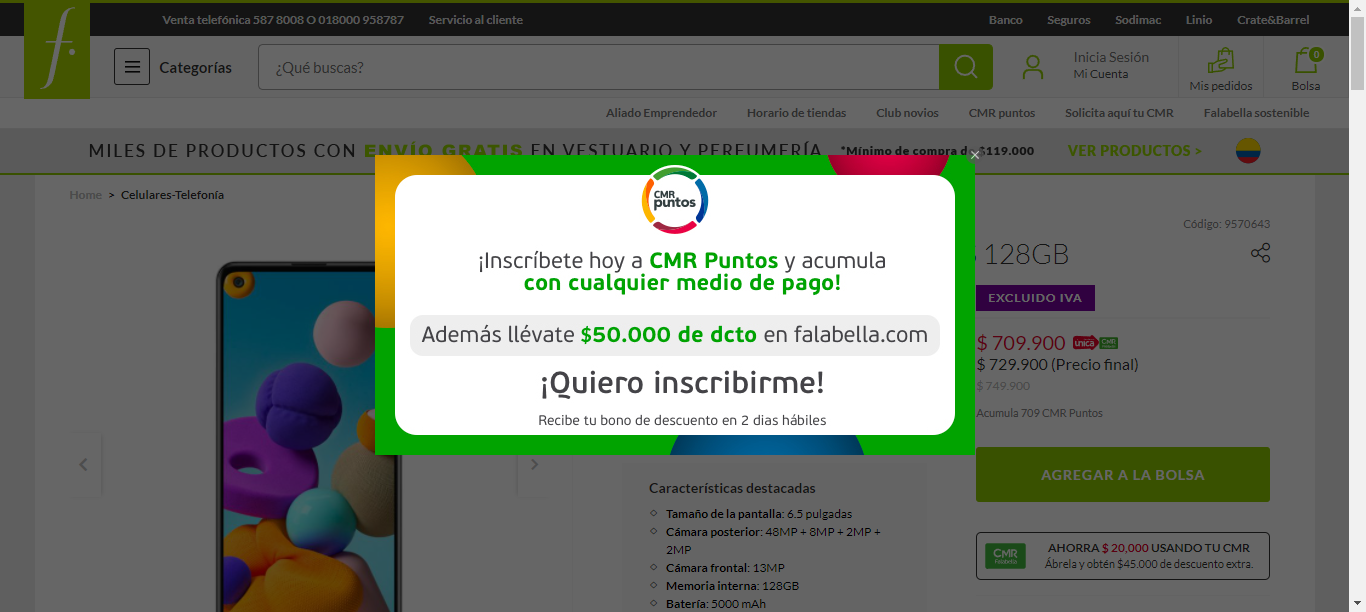 Venta telefónica 587 8008 O 018000 958787 Servicio al cliente Banco Seguros Sodimac Linio Crate&Barrel
f.
Categorías ¿Qué buscas? Inicia Sesión
Mi Cuenta
Mis pedidos
0
Bolsa
Aliado Emprendedor Horario de tiendas Club novios CMR puntos Solicita aquí tu CMR Falabella sostenible
MILES DE PRODUCTOS CON ENVÍO GRATIS EN VESTUARIO Y PERFUMERÍA *Mínimo de compra de $119.000 VER PRODUCTOS >
Home > Celulares-Telefonía
×
CMR
puntos
¡Inscríbete hoy a CMR Puntos y acumula
con cualquier medio de pago!
Además llévate $50.000 de dcto en falabella.com
¡Quiero inscribirme!
Recibe tu bono de descuento en 2 dias hábiles
Código: 9570643
128GB
EXCLUIDO IVA
$ 709.900 única CMR
$ 729.900 (Precio final)
$ 749.900
Acumula 709 CMR Puntos
AGREGAR A LA BOLSA
CMR
Falabella
AHORRA $ 20,000 USANDO TU CMR
Ábrela y obtén $45.000 de descuento extra.
Características destacadas
Tamaño de la pantalla: 6.5 pulgadas
Cámara posterior: 48MP + 8MP + 2MP +
2MP
Cámara frontal: 13MP
Memoria interna: 128GB
Batería: 5000 mAh